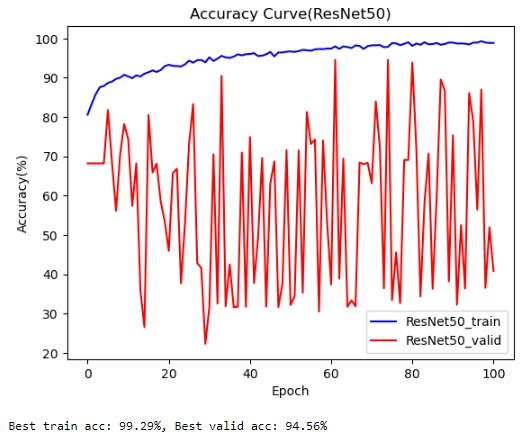 Accuracy Curve(ResNet50)
100
90
80
70
60
50
40
30
20
Accuracy(%)
0
20
40
60
80
100
Epoch
ResNet50_train
ResNet50_valid
Best train acc: 99.29%, Best valid acc: 94.56%